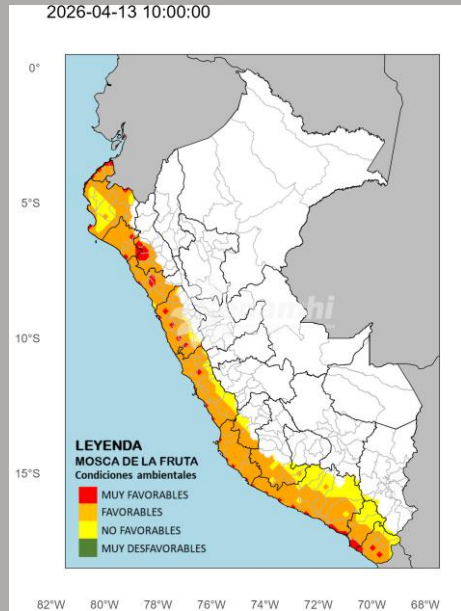 2026-04-13 10:00:00
0°
5°S
10°S
15°S
senamhi
LEYENDA
MOSCA DE LA FRUTA
Condiciones ambientales
MUY FAVORABLES
FAVORABLES
NO FAVORABLES
MUY DESFAVORABLES
82°W 80°W 78°W 76°W 74°W 72°W 70°W 68°W